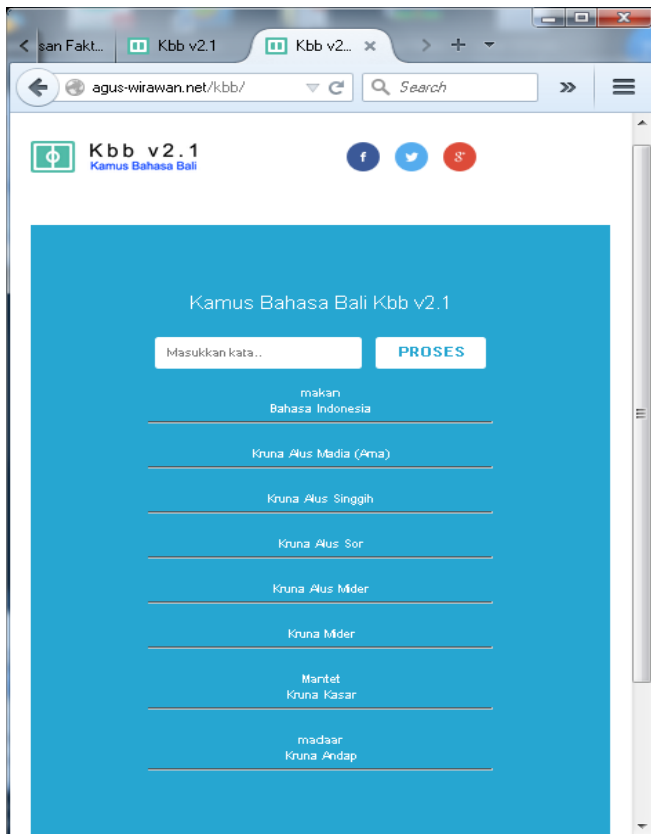 san Fakt...
Kbb v2.1
Kbb v2...
agus-wirawan.net/kbb/
Search
Kbb v2.1
Kamus Bahasa Bali
f
g+
Kamus Bahasa Bali Kbb v2.1
Masukkan kata..
PROSES
makan
Bahasa Indonesia
Kruna Alus Madia (Ama)
Kruna Alus Singgih
Kruna Alus Sor
Kruna Alus Mider
Kruna Mider
Mantet
Kruna Kasar
madaar
Kruna Andap